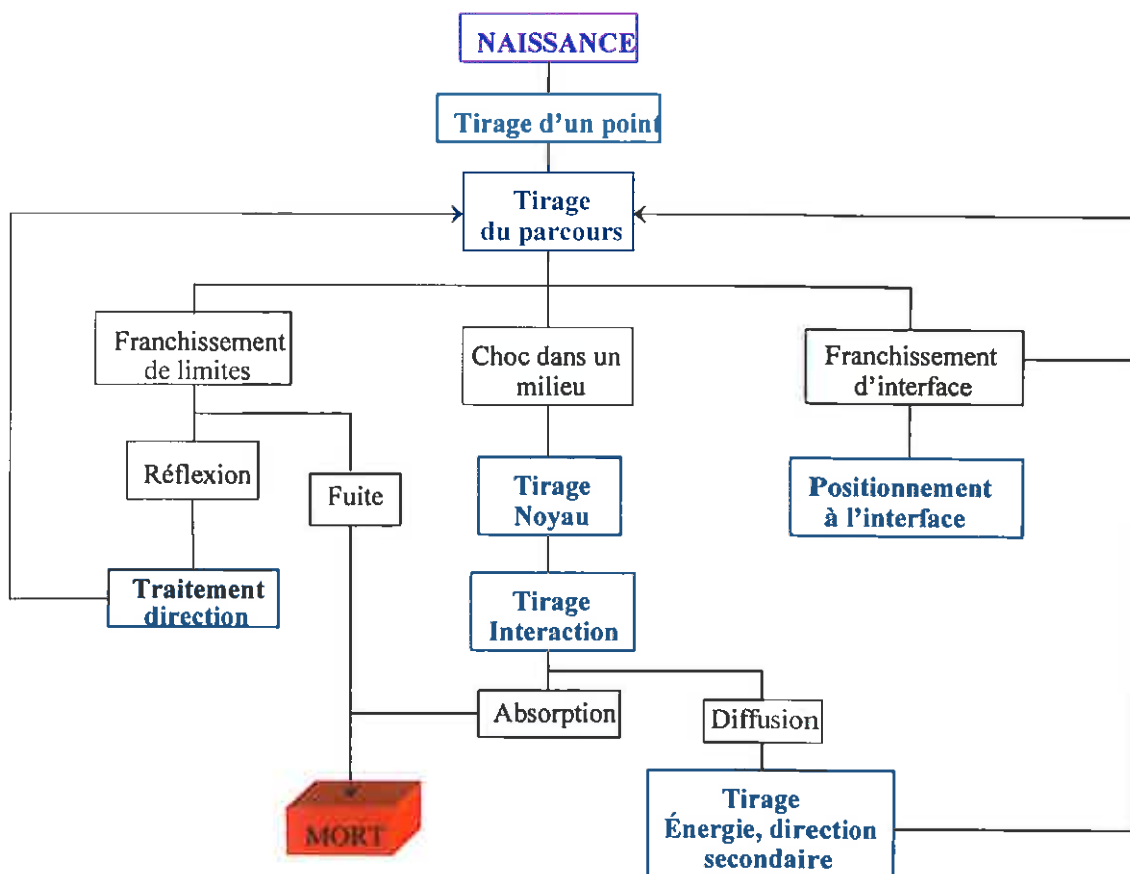 NAISSANCE
Tirage d'un point
Tirage
du parcours
Franchissement
de limites
Choc dans un
milieu
Franchissement
d'interface
Réflexion
Fuite
Tirage
Noyau
Positionnement
à l'interface
Traitement
direction
Tirage
Interaction
Absorption
Diffusion
MORT
Tirage
Énergie, direction
secondaire